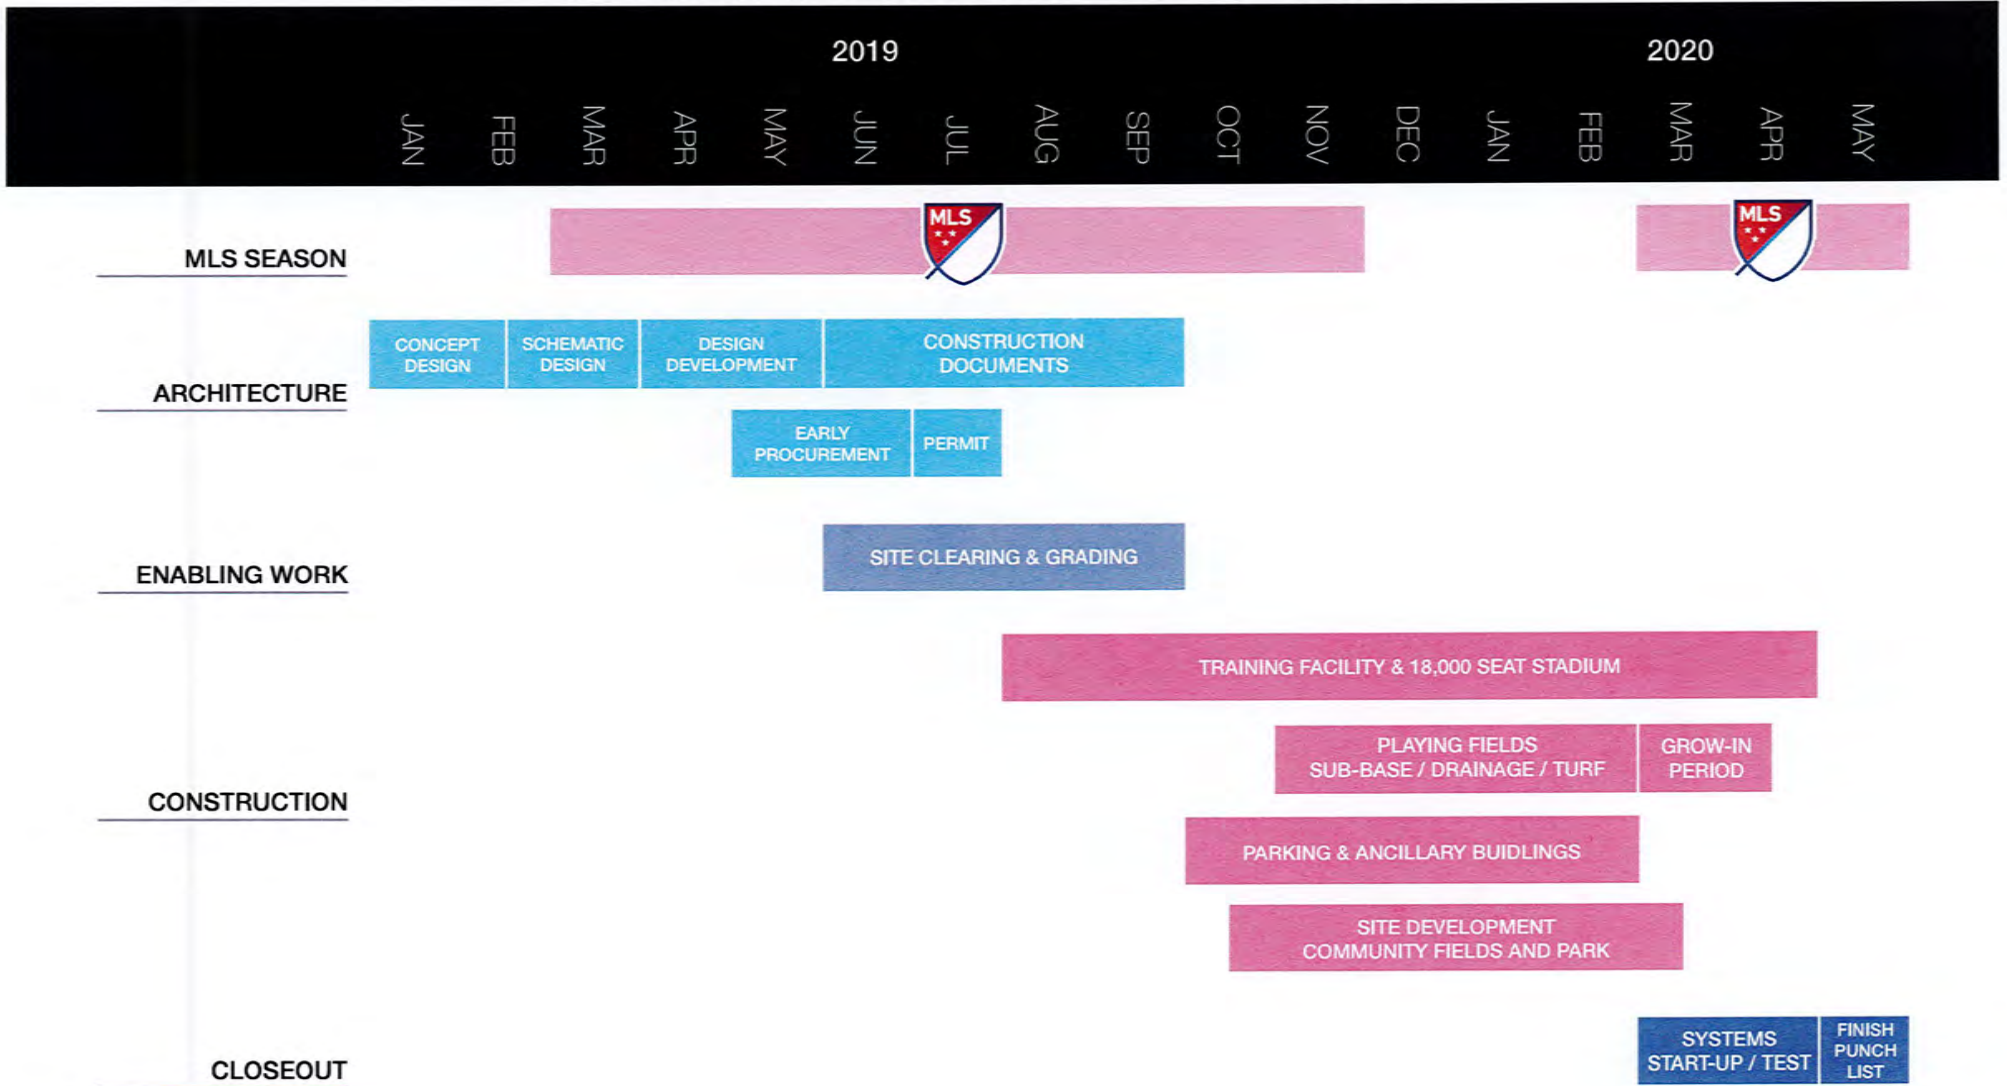 2019
2020
JAN
FEB
MAR
APR
MAY
JUN
JUL
AUG
SEP
OCT
NOV
DEC
JAN
FEB
MAR
APR
MAY
MLS SEASON
MLS
MLS
ARCHITECTURE
CONCEPT
DESIGN
SCHEMATIC
DESIGN
DESIGN
DEVELOPMENT
CONSTRUCTION
DOCUMENTS
EARLY
PROCUREMENT
PERMIT
ENABLING WORK
SITE CLEARING & GRADING
CONSTRUCTION
TRAINING FACILITY & 18,000 SEAT STADIUM
PLAYING FIELDS
SUB-BASE / DRAINAGE / TURF
GROW-IN
PERIOD
PARKING & ANCILLARY BUIDLINGS
SITE DEVELOPMENT
COMMUNITY FIELDS AND PARK
CLOSEOUT
SYSTEMS
START-UP / TEST
FINISH
PUNCH
LIST